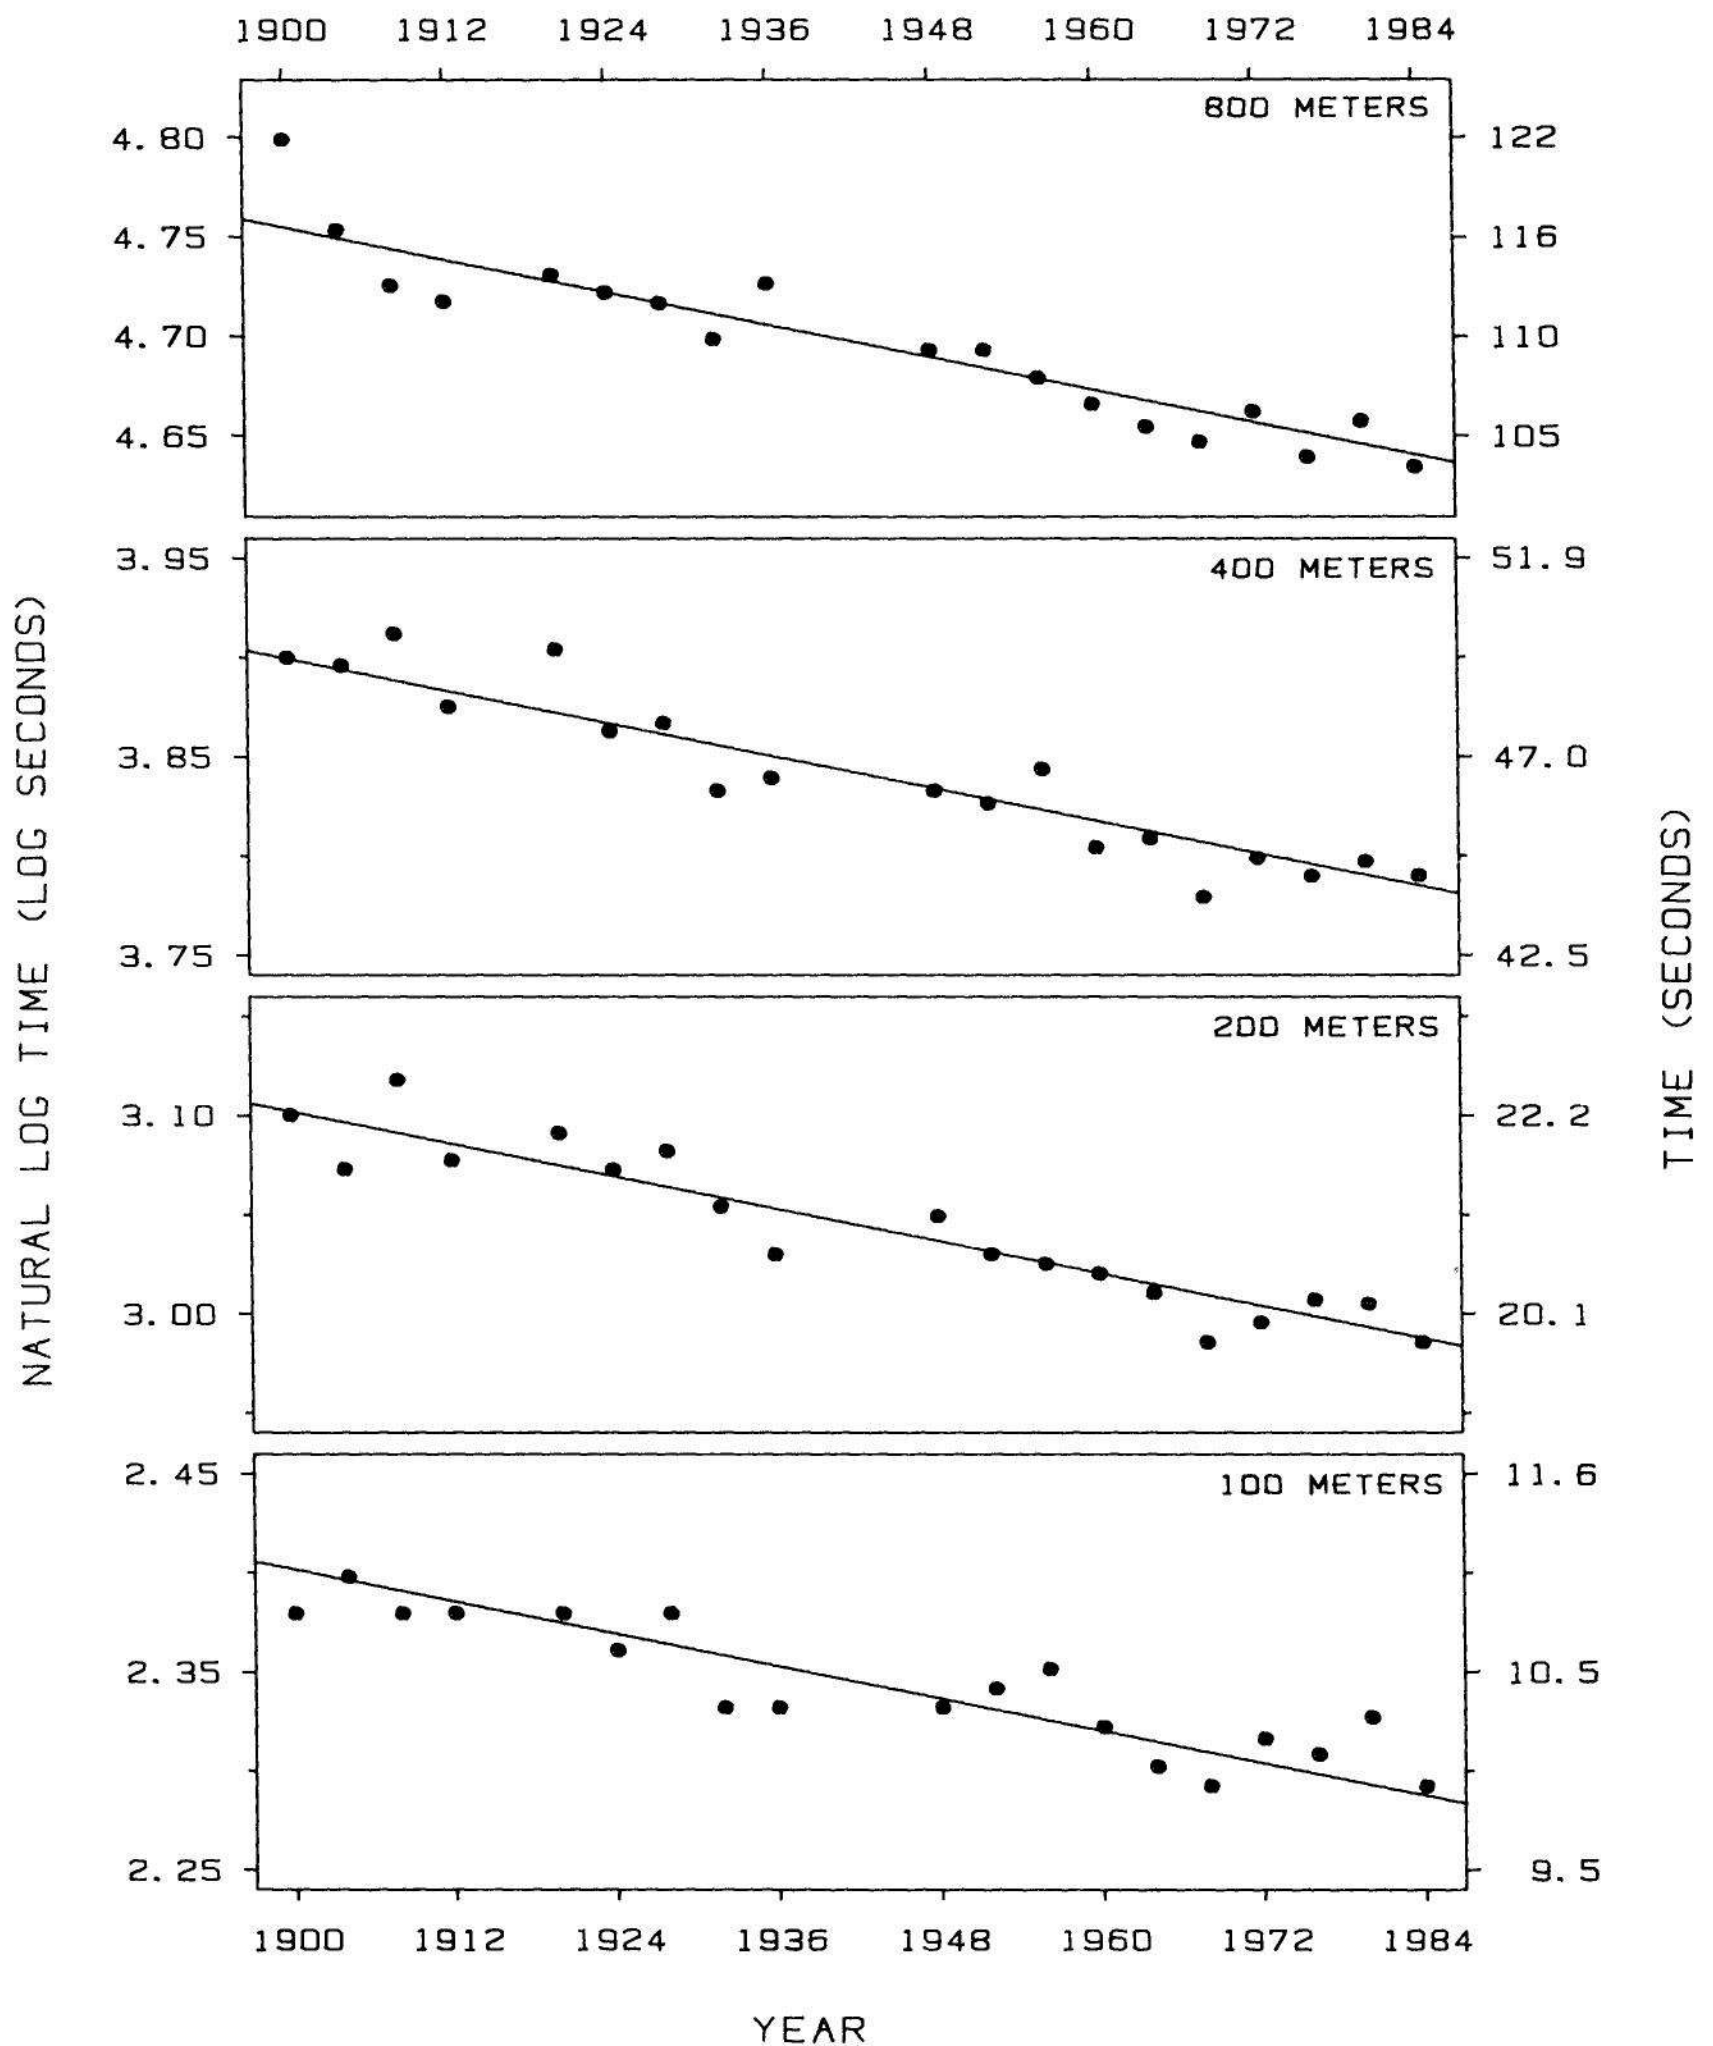 1900 1912 1924 1936 1948 1960 1972 1984
800 METERS
4.80 122
4.75 116
4.70 110
4.65 105
400 METERS
3.95 51.9
3.85 47.0
3.75 42.5
200 METERS
3.10 22.2
3.00 20.1
100 METERS
2.45 11.6
2.35 10.5
2.25 9.5
1900 1912 1924 1936 1948 1960 1972 1984
YEAR
NATURAL LOG TIME (LOG SECONDS)
TIME (SECONDS)